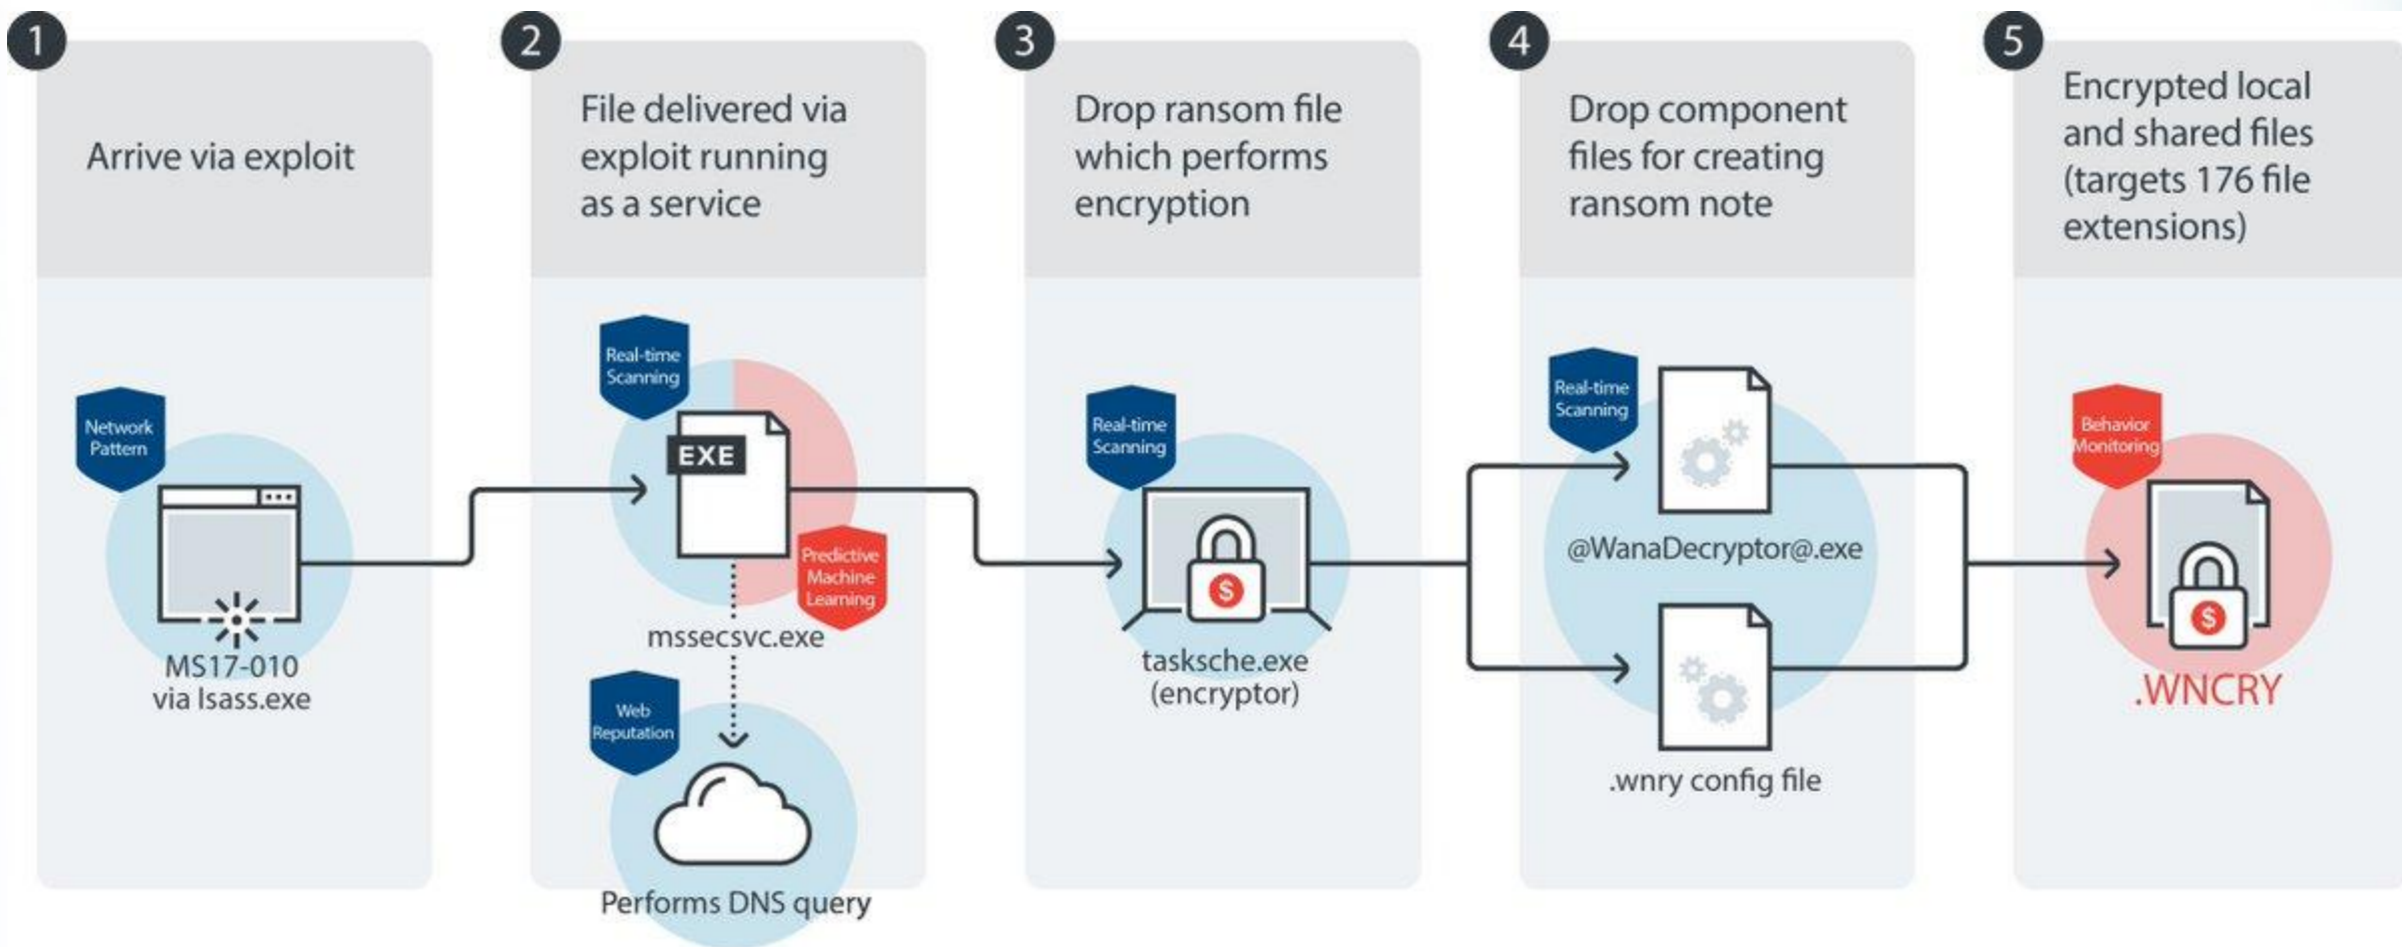 1
Arrive via exploit
Network
Pattern
MS17-010
via lsass.exe
2
File delivered via
exploit running
as a service
Real-time
Scanning
EXE
Predictive
Machine
Learning
mssecsvc.exe
Web
Reputation
Performs DNS query
3
Drop ransom file
which performs
encryption
Real-time
Scanning
$
tasksche.exe
(encryptor)
4
Drop component
files for creating
ransom note
Real-time
Scanning
@WanaDecryptor@.exe
.wnry config file
5
Encrypted local
and shared files
(targets 176 file
extensions)
Behavior
Monitoring
$
.WNCRY